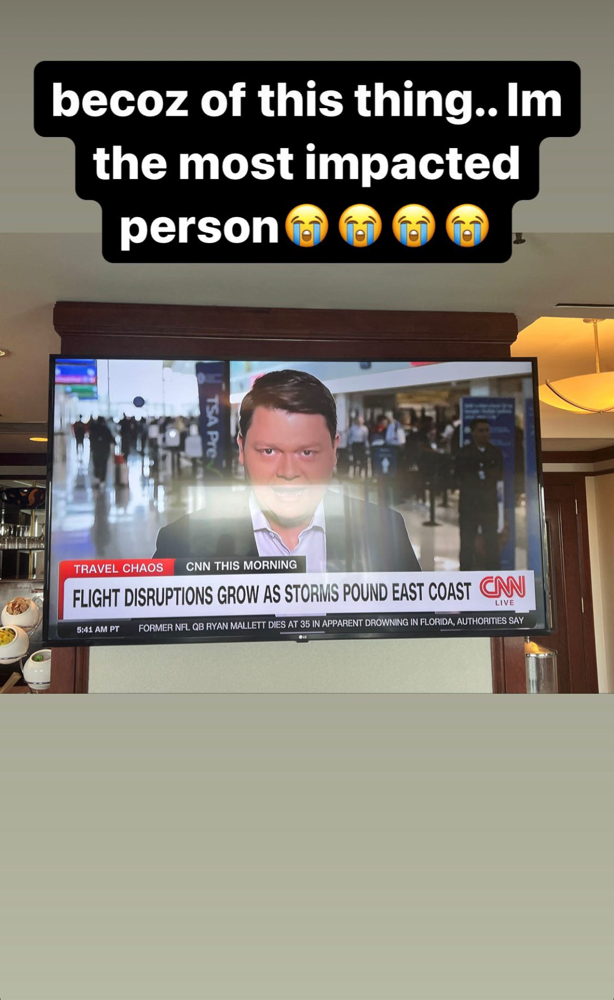 becoz of this thing.. Im
the most impacted
person😭😭😭😭
TSA Pre
TRAVEL CHAOS
CNN THIS MORNING
FLIGHT DISRUPTIONS GROW AS STORMS POUND EAST COAST
CNN
LIVE
5:41 AM PT
FORMER NFL QB RYAN MALLETT DIES AT 35 IN APPARENT DROWNING IN FLORIDA, AUTHORITIES SAY
LG